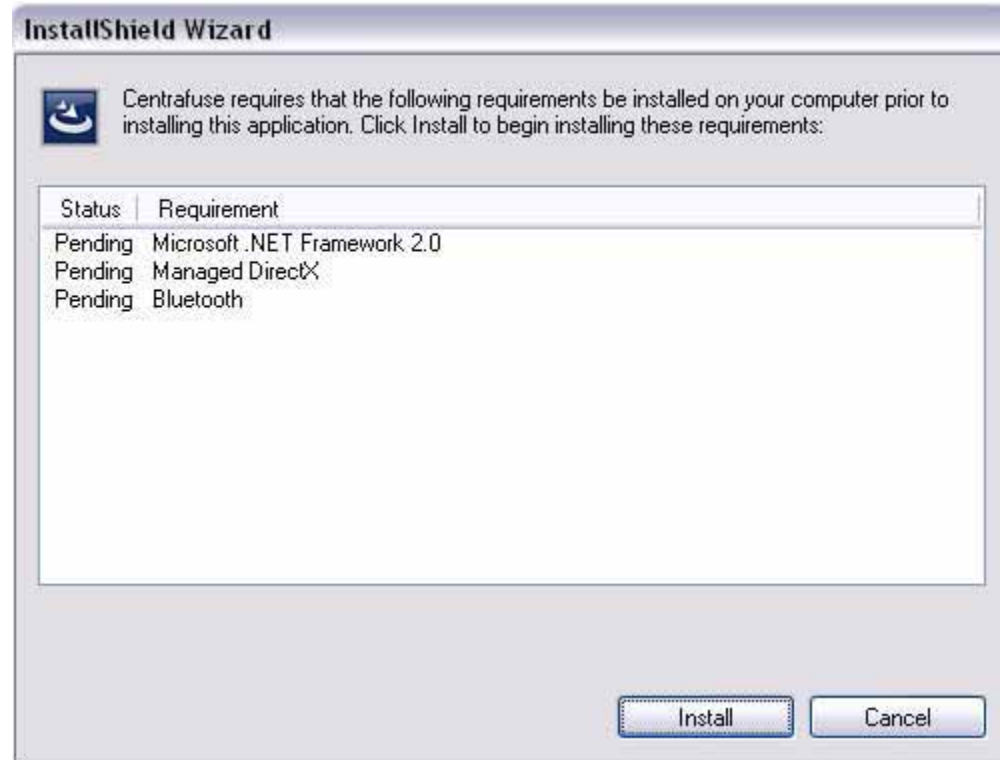 InstallShield Wizard
Centrafuse requires that the following requirements be installed on your computer prior to
installing this application. Click Install to begin installing these requirements:
Status Requirement
Pending Microsoft .NET Framework 2.0
Pending Managed DirectX
Pending Bluetooth
Install Cancel